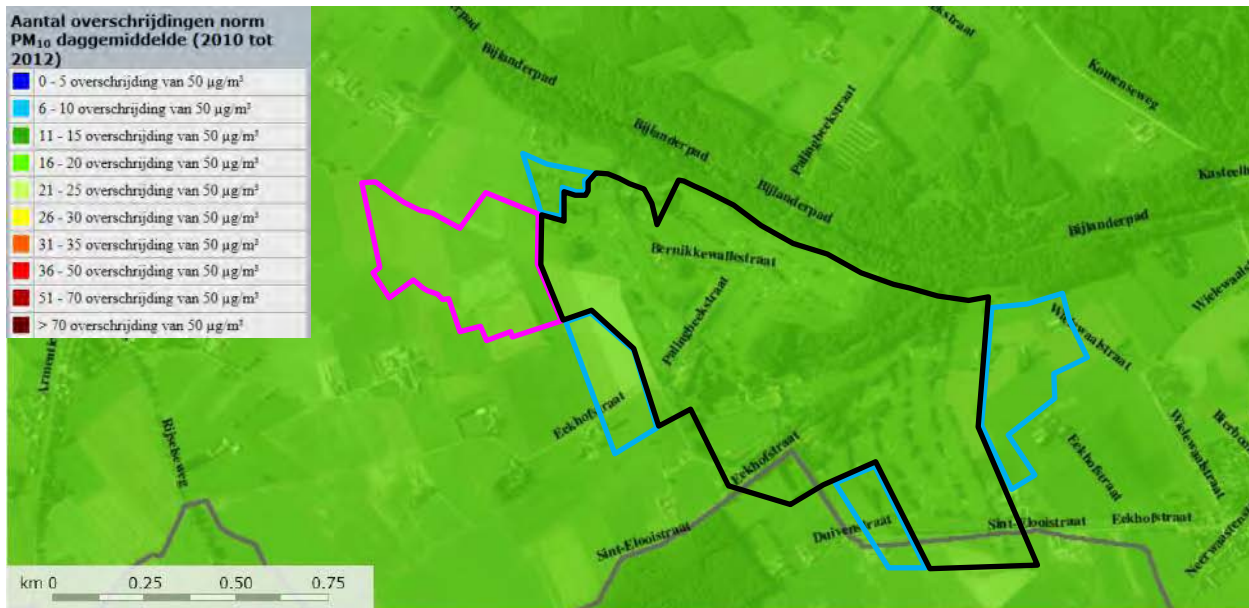 Aantal overschrijdingen norm
PM₁₀ daggemiddelde (2010 tot
2012)
0 - 5 overschrijding van 50 µg/m³
6 - 10 overschrijding van 50 µg/m³
11 - 15 overschrijding van 50 µg/m³
16 - 20 overschrijding van 50 µg/m³
21 - 25 overschrijding van 50 µg/m³
26 - 30 overschrijding van 50 µg/m³
31 - 35 overschrijding van 50 µg/m³
36 - 50 overschrijding van 50 µg/m³
51 - 70 overschrijding van 50 µg/m³
> 70 overschrijding van 50 µg/m³
Bijlanderpad
Komenseweg
Bijlanderpad
Palingbeekstraat
Bijlanderpad
Bijlanderpad
Bernikkewallestraat
Palingbeekstraat
Wielewaalstraat
Rijselseweg
Eekhofstraat
Eekhofstraat
Wielewaalstraat
Eekhofstraat
Sint-Elooistraat
Duivenstraat
Sint-Elooistraat
Eekhofstraat
km 0 0.25 0.50 0.75